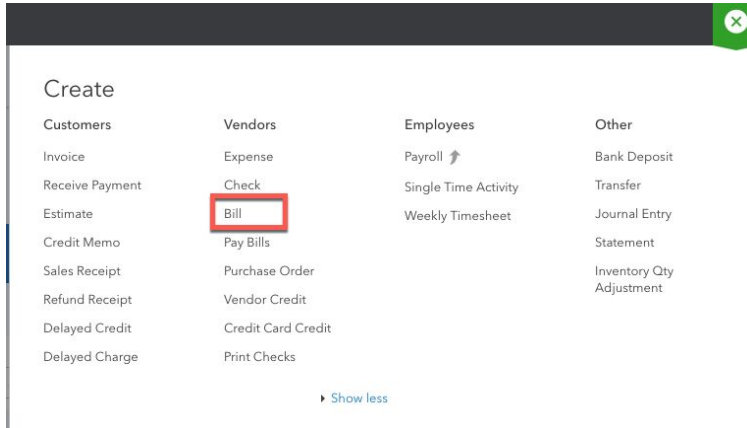 Create
Customers
Invoice
Receive Payment
Estimate
Credit Memo
Sales Receipt
Refund Receipt
Delayed Credit
Delayed Charge
Vendors
Expense
Check
Bill
Pay Bills
Purchase Order
Vendor Credit
Credit Card Credit
Print Checks
Employees
Payroll
Single Time Activity
Weekly Timesheet
Other
Bank Deposit
Transfer
Journal Entry
Statement
Inventory Qty
Adjustment
Show less